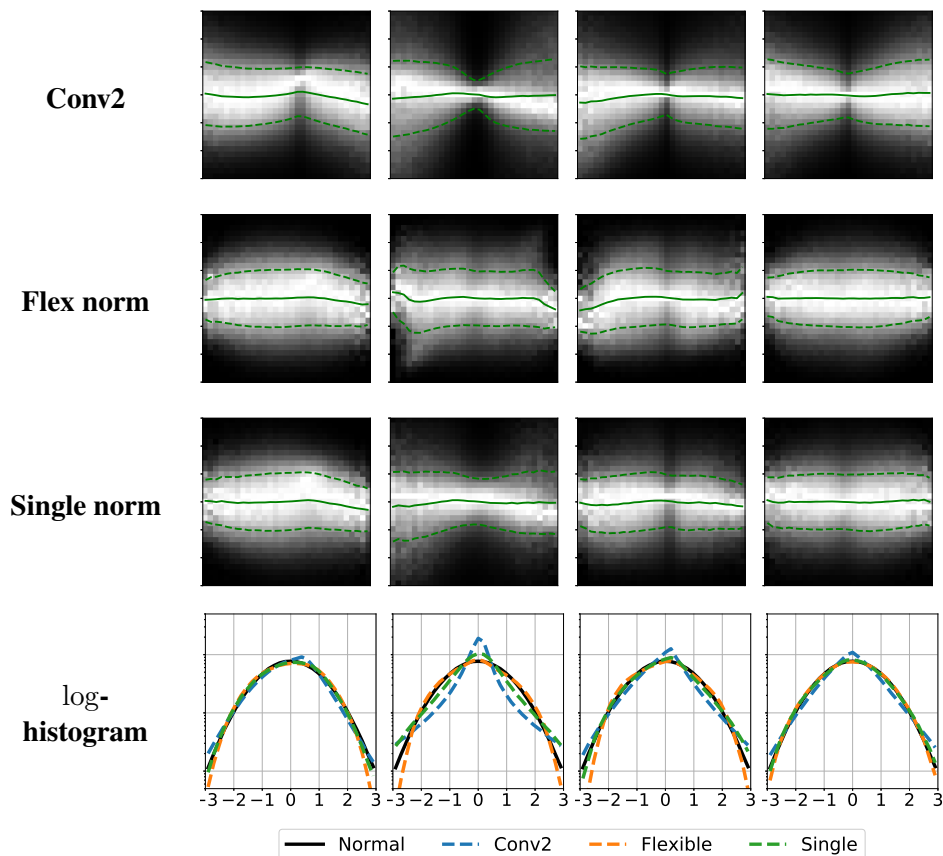 Conv2
Flex norm
Single norm
log-
histogram
-3 -2 -1 0 1 2 3 -3 -2 -1 0 1 2 3 -3 -2 -1 0 1 2 3 -3 -2 -1 0 1 2 3
Normal Conv2 Flexible Single